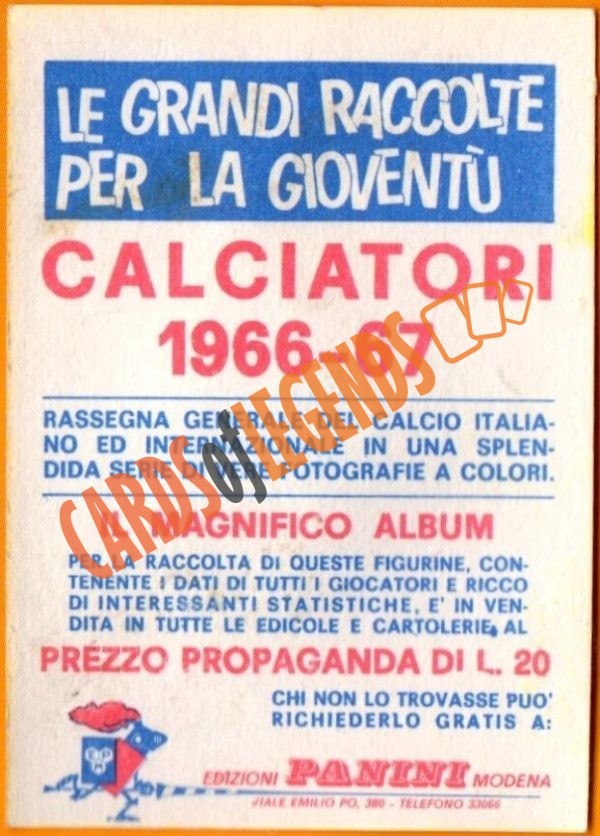 LE GRANDI RACCOLTE
PER LA GIOVENTÙ
CALCIATORI
1966-67
RASSEGNA GENERALE DEL CALCIO ITALIA-
NO ED INTERNAZIONALE IN UNA SPLEN-
DIDA SERIE DI VERE FOTOGRAFIE A COLORI.
IL MAGNIFICO ALBUM
PER LA RACCOLTA DI QUESTE FIGURINE, CON-
TENENTE I DATI DI TUTTI I GIOCATORI E RICCO
DI INTERESSANTI STATISTICHE, E' IN VEN-
DITA IN TUTTE LE EDICOLE E CARTOLERIE, AL
PREZZO PROPAGANDA DI L. 20
CHI NON LO TROVASSE PUO'
RICHIEDERLO GRATIS A:
EDIZIONI PANINI MODENA
VIALE EMILIO PO, 380 - TELEFONO 33066
CARDS of LEGENDS